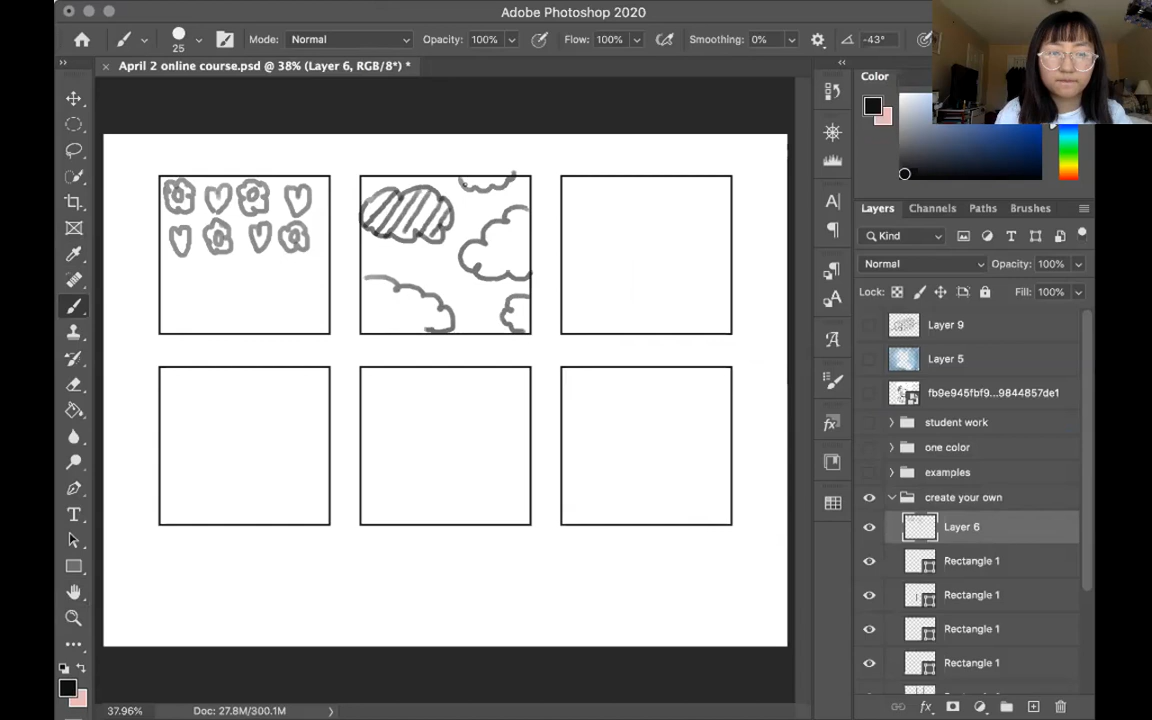 Adobe Photoshop 2020
25
Mode: Normal
Opacity: 100%
Flow: 100%
Smoothing: 0%
-43°
April 2 online course.psd @ 38% (Layer 6, RGB/8*) *
Color
Layers Channels Paths Brushes
Kind
Normal
Opacity: 100%
Lock:
Fill: 100%
Layer 9
Layer 5
fb9e945fbf9...9844857de1
student work
one color
examples
create your own
Layer 6
Rectangle 1
Rectangle 1
Rectangle 1
Rectangle 1
37.96%
Doc: 27.8M/300.1M